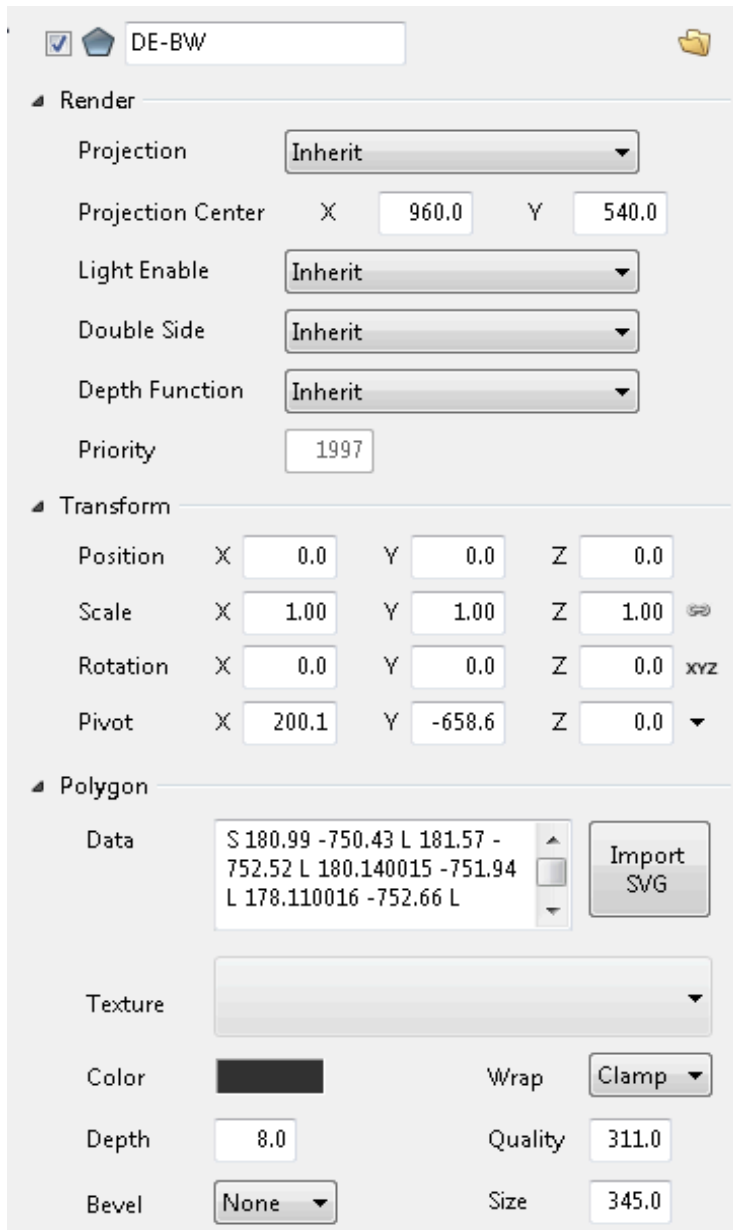 DE-BW
Render
Projection Inherit
Projection Center X 960.0 Y 540.0
Light Enable Inherit
Double Side Inherit
Depth Function Inherit
Priority 1997
Transform
Position X 0.0 Y 0.0 Z 0.0
Scale X 1.00 Y 1.00 Z 1.00
Rotation X 0.0 Y 0.0 Z 0.0 XYZ
Pivot X 200.1 Y -658.6 Z 0.0
Polygon
Data S 180.99 -750.43 L 181.57 -
752.52 L 180.140015 -751.94
L 178.110016 -752.66 L
Import
SVG
Texture
Color Wrap Clamp
Depth 8.0 Quality 311.0
Bevel None Size 345.0